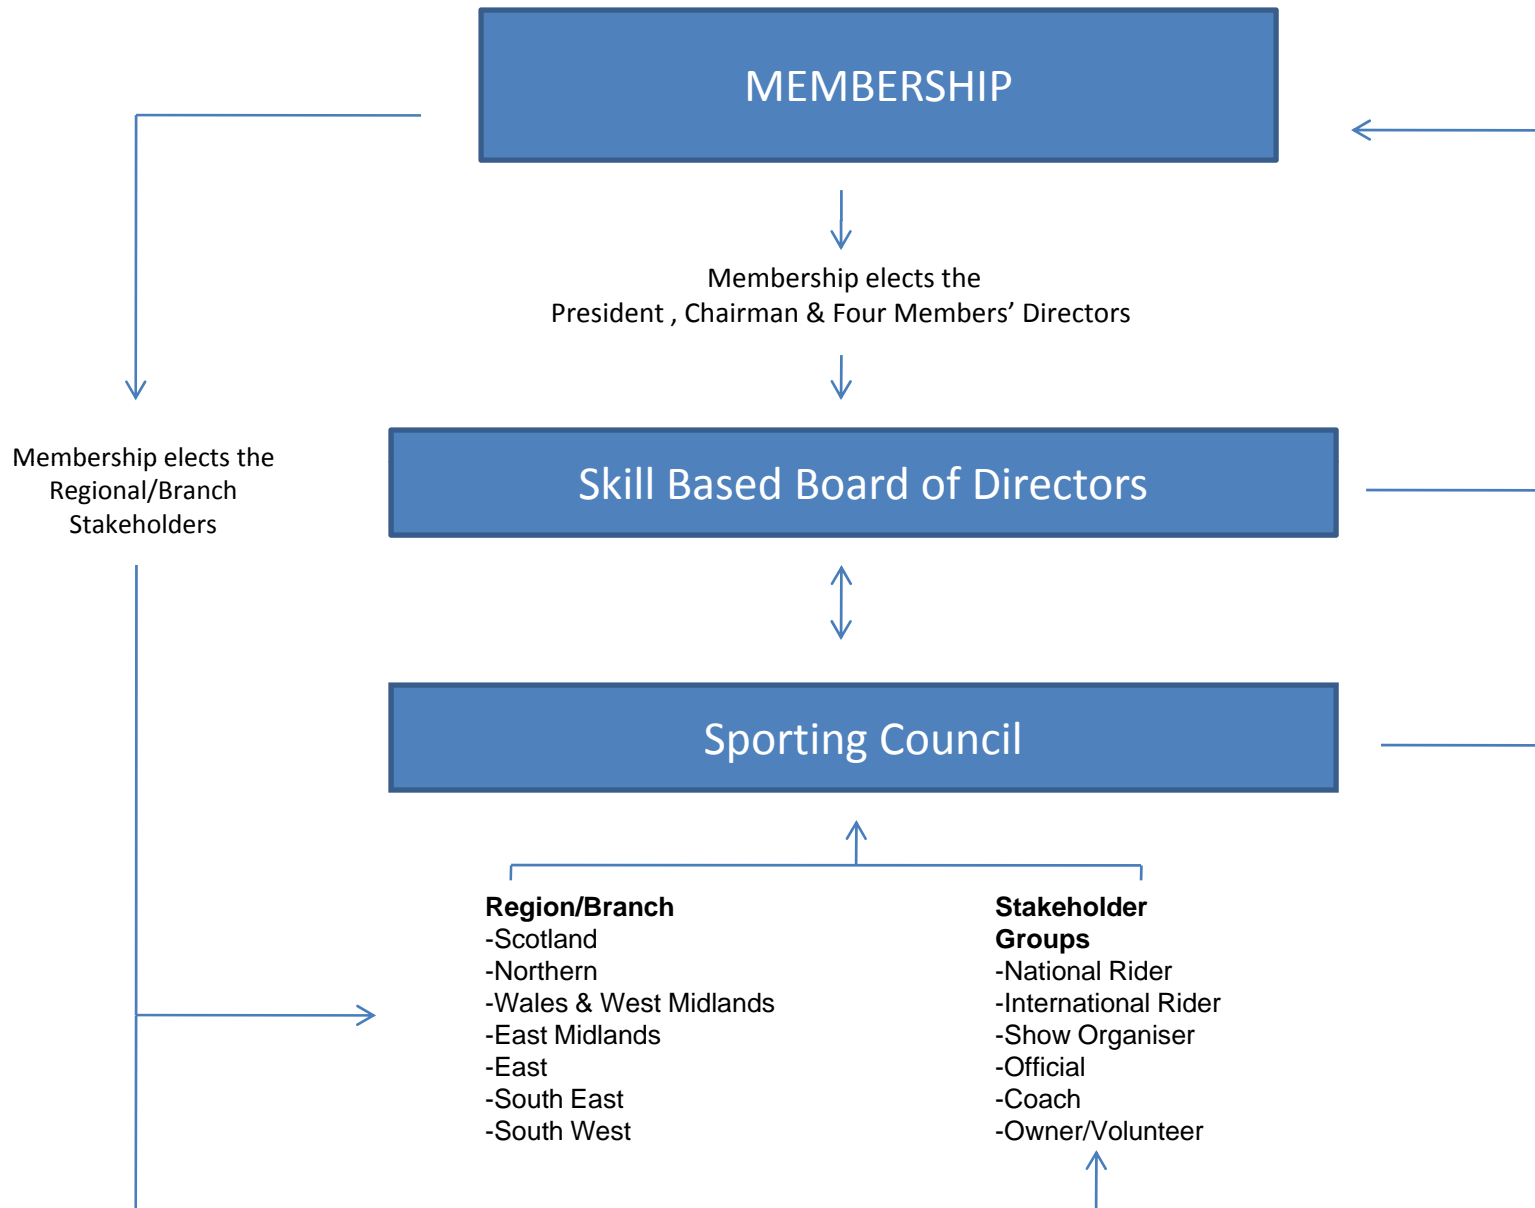 MEMBERSHIP
Membership elects the
President , Chairman & Four Members’ Directors
Membership elects the
Regional/Branch
Stakeholders
Skill Based Board of Directors
Sporting Council
Region/Branch
-Scotland
-Northern
-Wales & West Midlands
-East Midlands
-East
-South East
-South West
Stakeholder
Groups
-National Rider
-International Rider
-Show Organiser
-Official
-Coach
-Owner/Volunteer